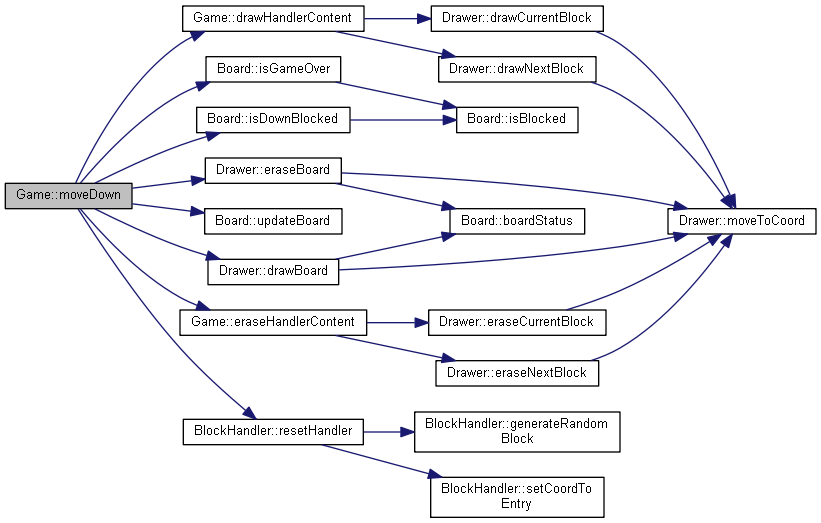 Game::drawHandlerContent
Drawer::drawCurrentBlock
Board::isGameOver
Drawer::drawNextBlock
Board::isDownBlocked
Board::isBlocked
Drawer::eraseBoard
Game::moveDown
Board::updateBoard
Board::boardStatus
Drawer::moveToCoord
Drawer::drawBoard
Game::eraseHandlerContent
Drawer::eraseCurrentBlock
Drawer::eraseNextBlock
BlockHandler::resetHandler
BlockHandler::generateRandom
Block
BlockHandler::setCoordTo
Entry